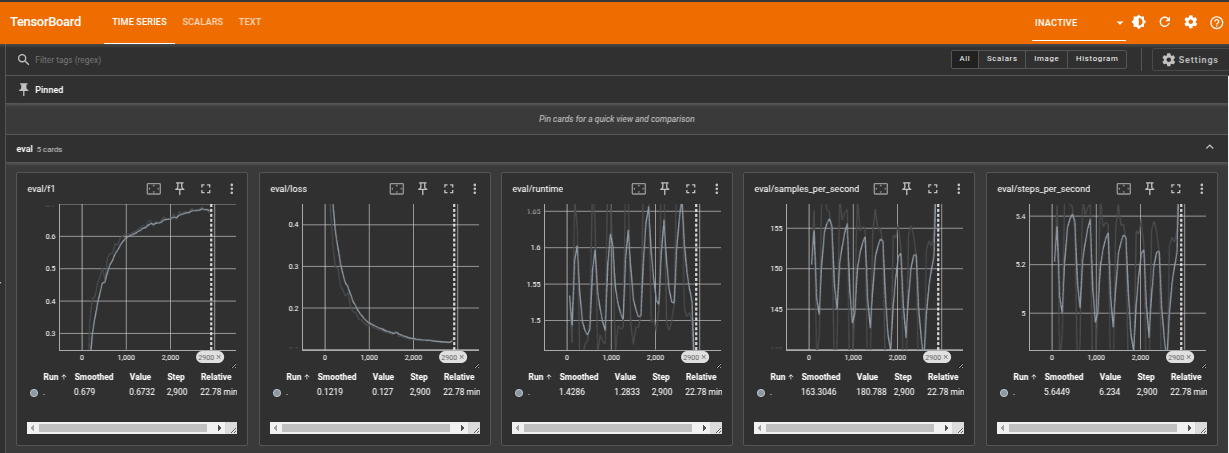 TensorBoard TIME SERIES SCALARS TEXT INACTIVE
Filter tags (regex) All Scalars Image Histogram Settings
Pinned
Pin cards for a quick view and comparison
eval 5 cards
eval/f1
0.6
0.5
0.4
0.3
0 1,000 2,000 2900 ×
Run ↑ Smoothed Value Step Relative
. 0.679 0.6732 2,900 22.78 min
eval/loss
0.4
0.3
0.2
0 1,000 2,000 2900 ×
Run ↑ Smoothed Value Step Relative
. 0.1219 0.127 2,900 22.78 min
eval/runtime
1.65
1.6
1.55
1.5
0 1,000 2,000 2900 ×
Run ↑ Smoothed Value Step Relative
. 1.4286 1.2833 2,900 22.78 min
eval/samples_per_second
155
150
145
0 1,000 2,000 2900 ×
Run ↑ Smoothed Value Step Relative
. 163.3046 180.788 2,900 22.78 min
eval/steps_per_second
5.4
5.2
5
0 1,000 2,000 2900 ×
Run ↑ Smoothed Value Step Relative
. 5.6449 6.234 2,900 22.78 min